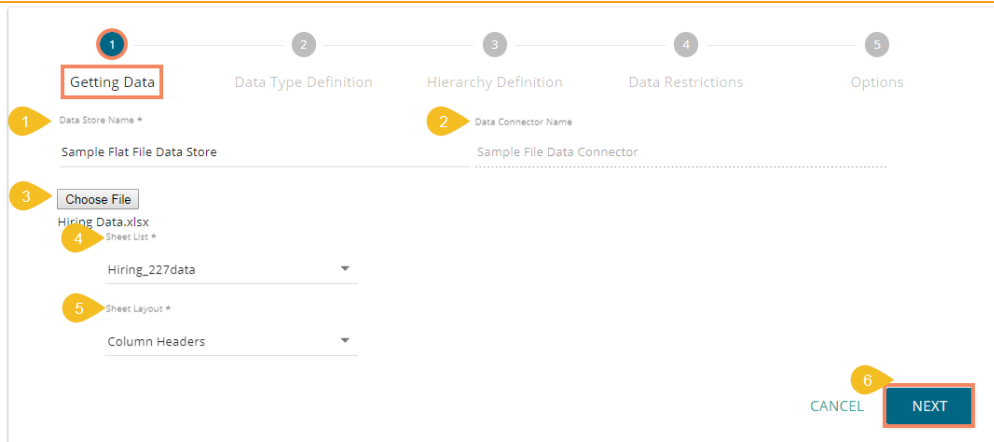 1 2 3 4 5
Getting Data Data Type Definition Hierarchy Definition Data Restrictions Options
1 Data Store Name * 2 Data Connector Name
Sample Flat File Data Store Sample File Data Connector
3 Choose File
Hiring Data.xlsx
4 Sheet List *
Hiring_227data
5 Sheet Layout *
Column Headers
6
CANCEL NEXT